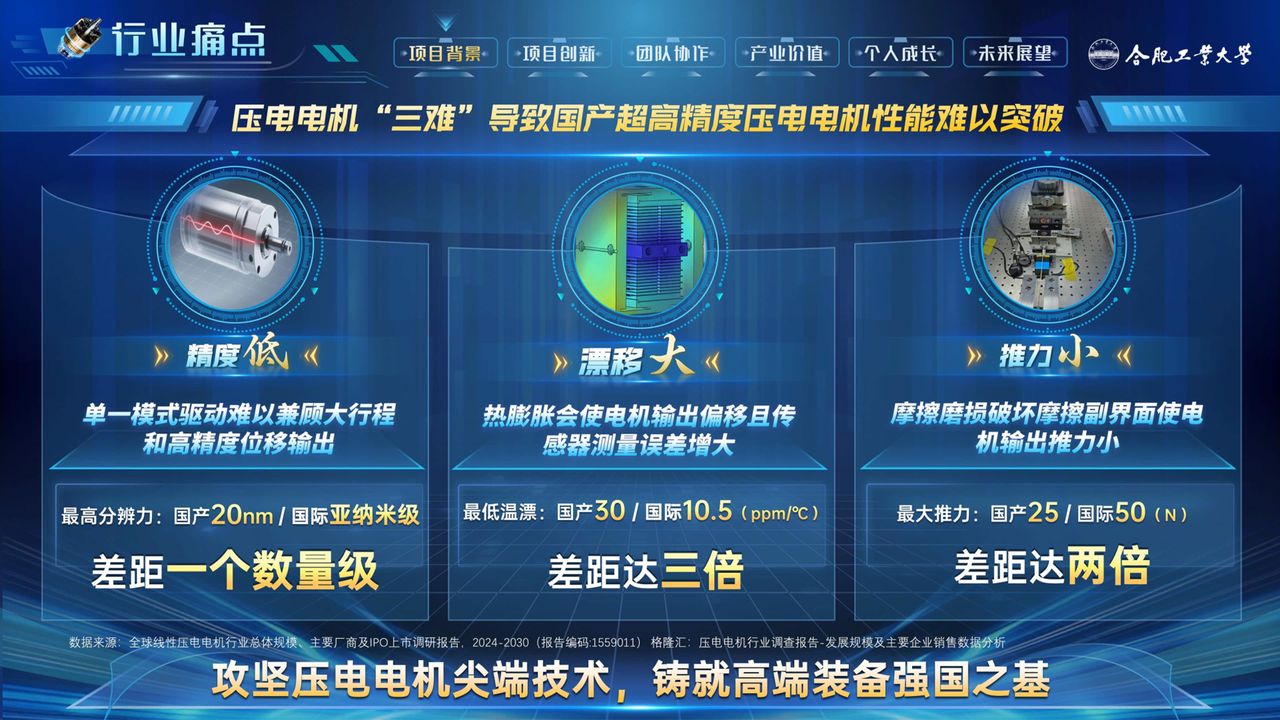 行业痛点
项目背景
项目创新
团队协作
产业价值
个人成长
未来展望
合肥工业大学
压电电机“三难”导致国产超高精度压电电机性能难以突破
精度低
单一模式驱动难以兼顾大行程
和高精度位移输出
最高分辨力：国产20nm / 国际亚纳米级
差距一个数量级
漂移大
热膨胀会使电机输出偏移且传
感器测量误差增大
最低温漂：国产30 / 国际10.5（ppm/℃）
差距达三倍
推力小
摩擦磨损破坏摩擦副界面使电
机输出推力小
最大推力：国产25 / 国际50（N）
差距达两倍
数据来源：全球线性压电电机行业总体规模、主要厂商及IPO上市调研报告，2024-2030（报告编码:1559011） 格隆汇：压电电机行业调查报告-发展规模及主要企业销售数据分析
攻坚压电电机尖端技术，铸就高端装备强国之基